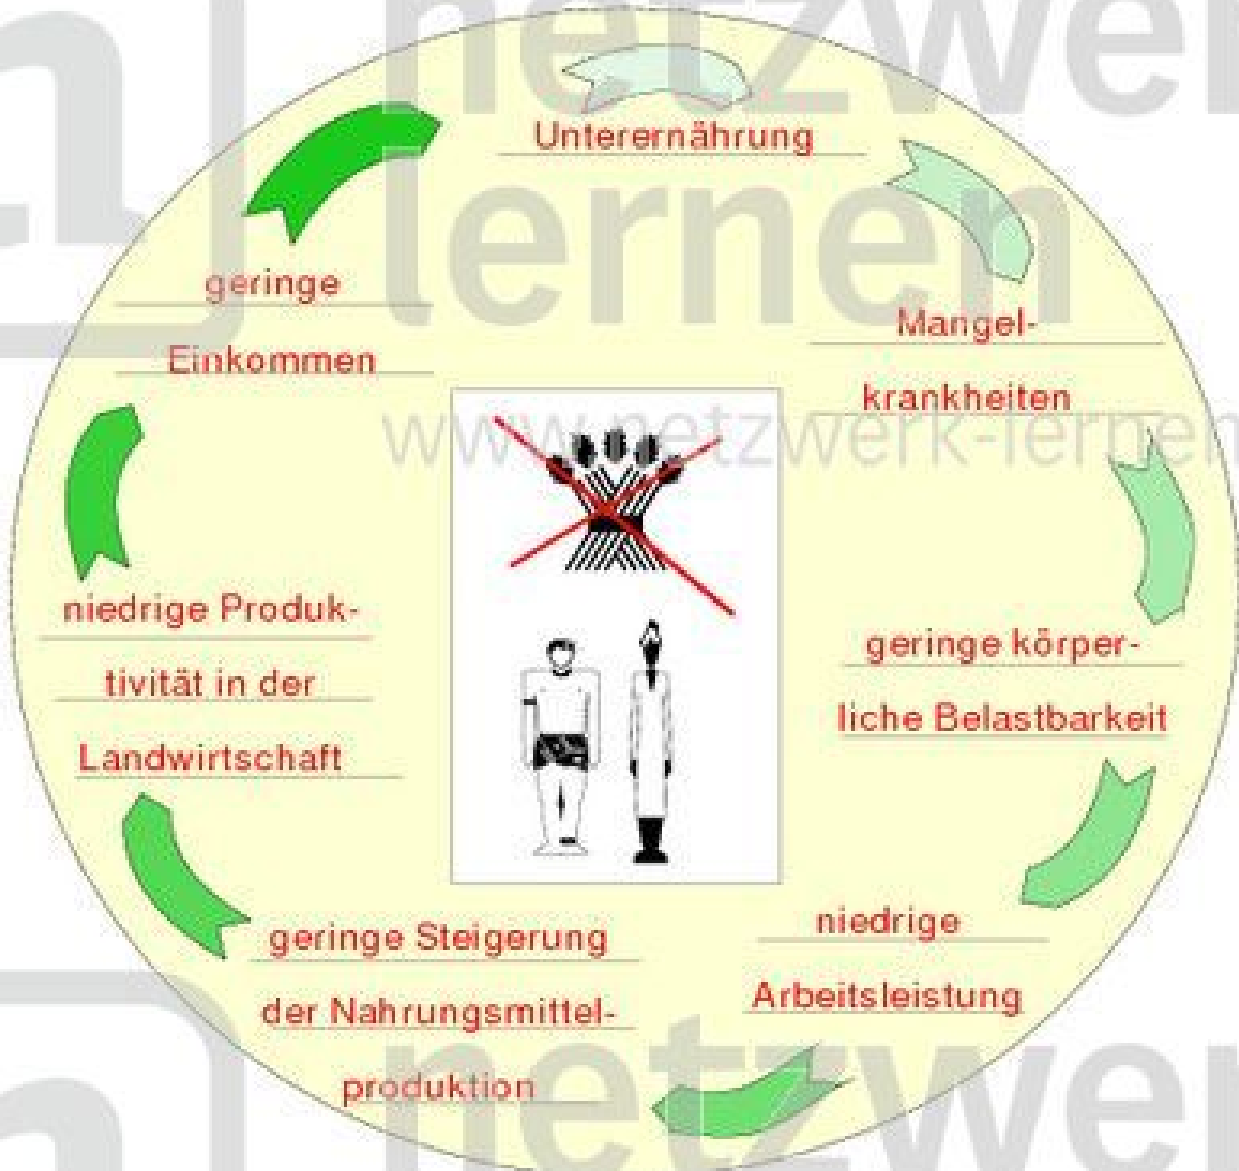 netzwer
lernen
www.netzwerk-lernen
Unterernährung
Mangel-
krankheiten
geringe körper-
liche Belastbarkeit
niedrige
Arbeitsleistung
geringe Steigerung
der Nahrungsmittel-
produktion
niedrige Produk-
tivität in der
Landwirtschaft
geringe
Einkommen
netzwer